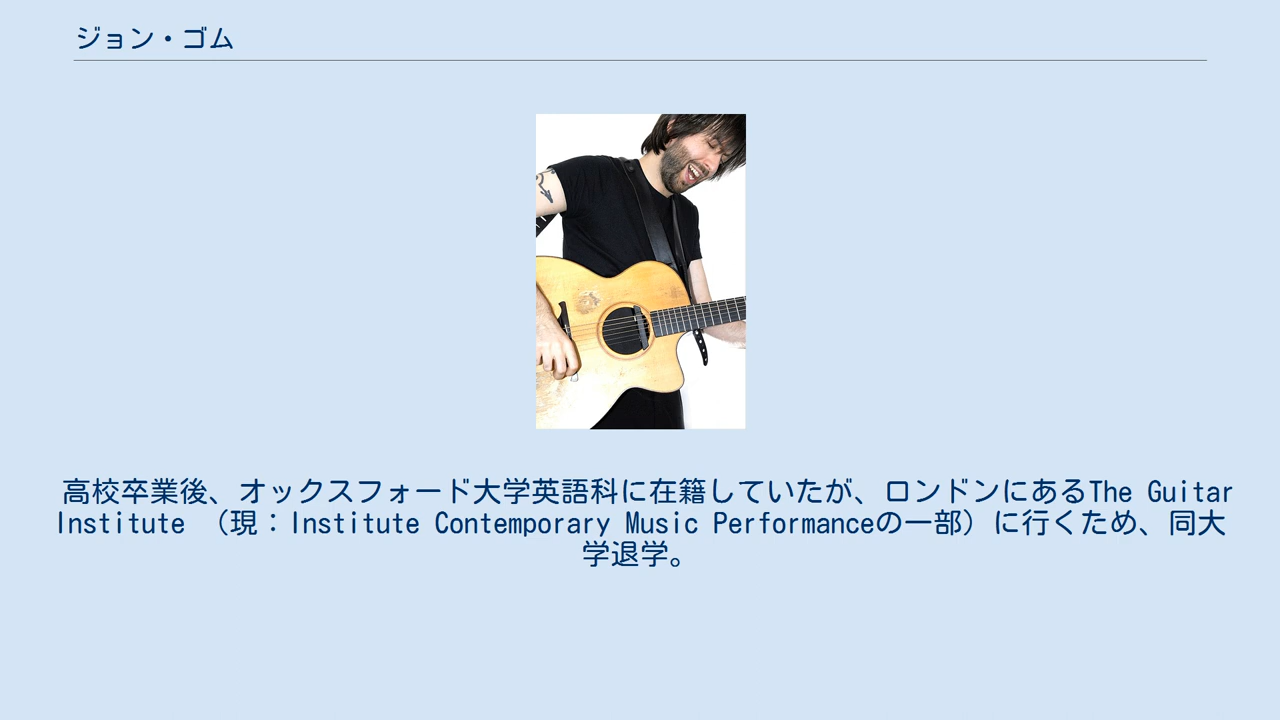 ジョン・ゴム
高校卒業後、オックスフォード大学英語科に在籍していたが、ロンドンにあるThe Guitar
Institute （現：Institute Contemporary Music Performanceの一部）に行くため、同大
学退学。